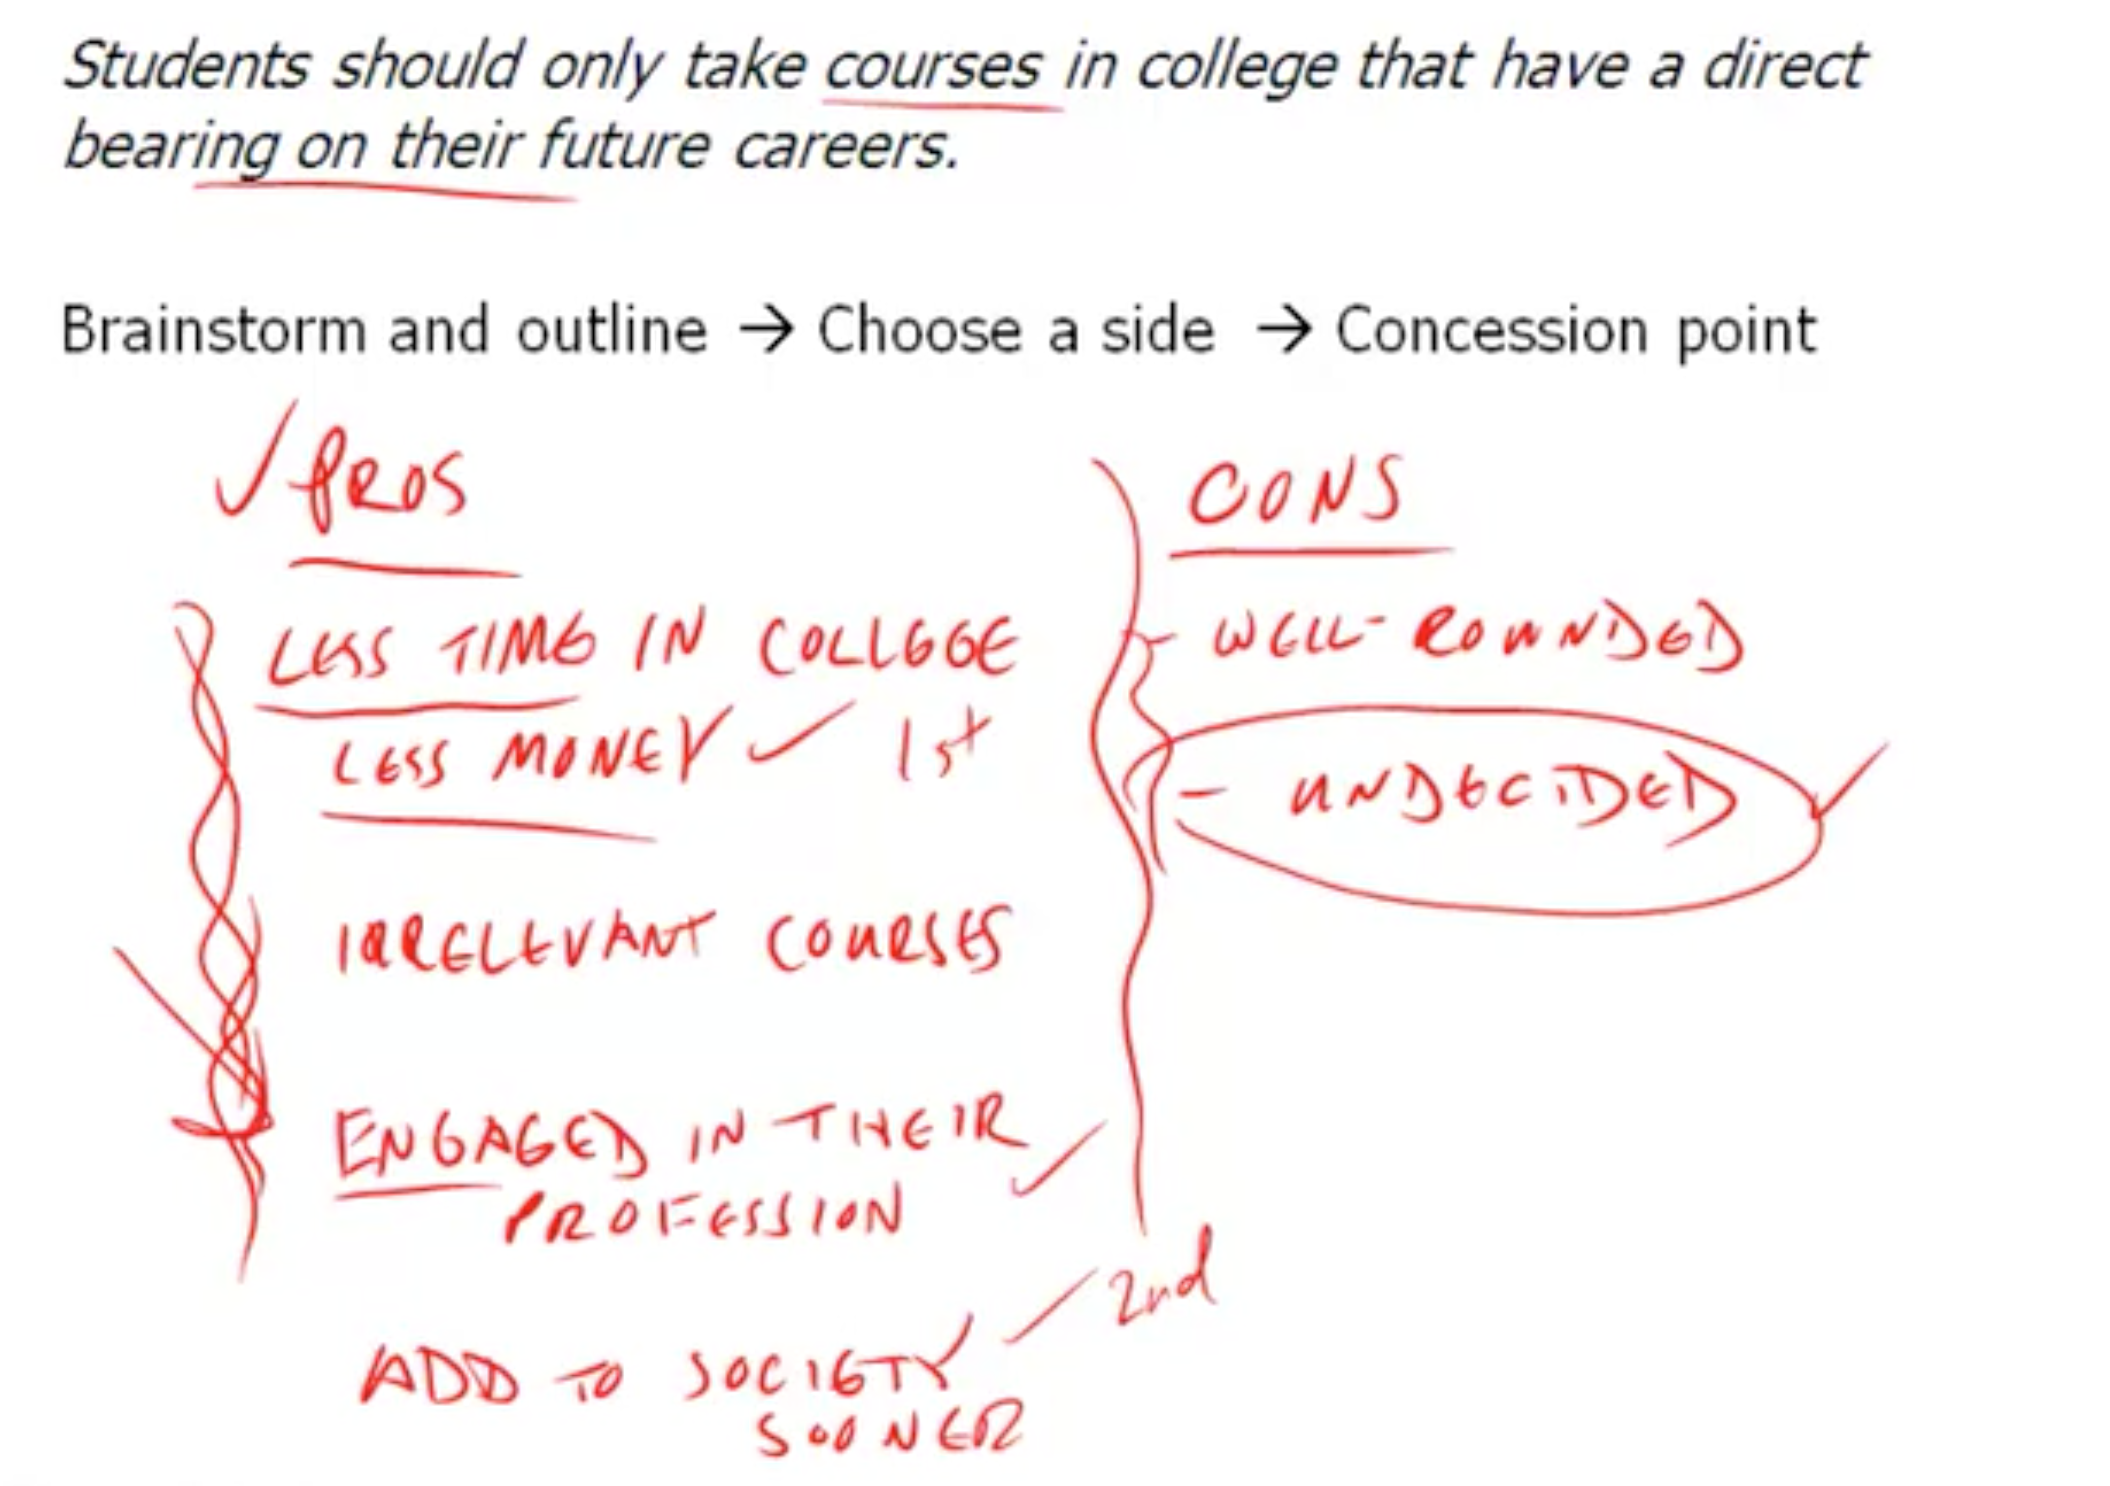 Students should only take courses in college that have a direct
bearing on their future careers.
Brainstorm and outline → Choose a side → Concession point
PROS
LESS TIME IN COLLEGE
LESS MONEY 1st
IRRELEVANT COURSES
ENGAGED IN THEIR
PROFESSION
ADD TO SOCIETY 2nd
SOONER
CONS
- WELL-ROUNDED
- UNDECIDED